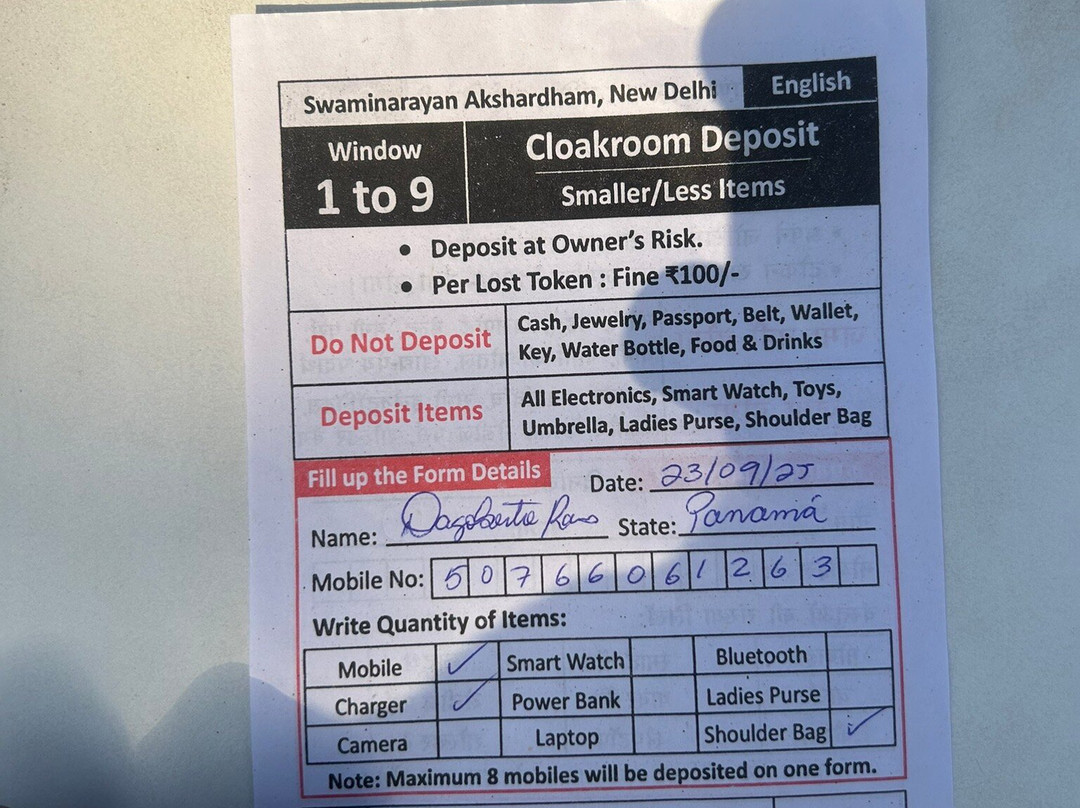 Swaminarayan Akshardham, New Delhi English
Window
1 to 9
Cloakroom Deposit
Smaller/Less Items
• Deposit at Owner's Risk.
• Per Lost Token : Fine ₹100/-
Do Not Deposit
Cash, Jewelry, Passport, Belt, Wallet,
Key, Water Bottle, Food & Drinks
Deposit Items
All Electronics, Smart Watch, Toys,
Umbrella, Ladies Purse, Shoulder Bag
Fill up the Form Details
Date: 23/09/25
Name: State: Panamá
Mobile No: 5 0 7 6 6 0 6 1 2 6 3
Write Quantity of Items:
Mobile ✓ Smart Watch Bluetooth
Charger ✓ Power Bank Ladies Purse
Camera Laptop Shoulder Bag ✓
Note: Maximum 8 mobiles will be deposited on one form.